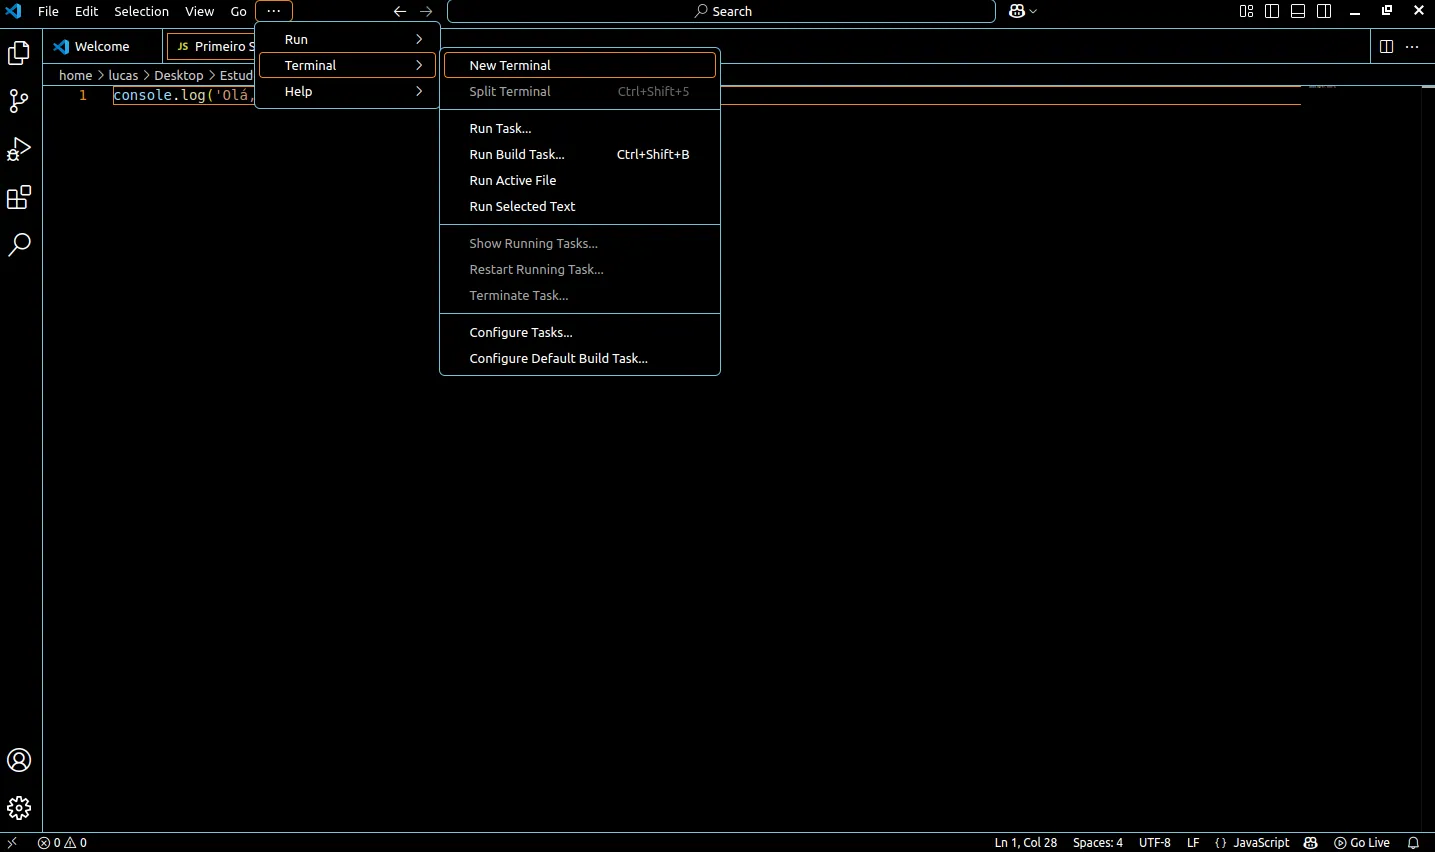 File Edit Selection View Go ··· Search
Welcome
JS Primeiro S
home > lucas > Desktop > Estud
1 console.log('Olá,
Run
Terminal
Help
New Terminal
Split Terminal Ctrl+Shift+5
Run Task...
Run Build Task... Ctrl+Shift+B
Run Active File
Run Selected Text
Show Running Tasks...
Restart Running Task...
Terminate Task...
Configure Tasks...
Configure Default Build Task...
0 0 Ln 1, Col 28 Spaces: 4 UTF-8 LF {} JavaScript Go Live